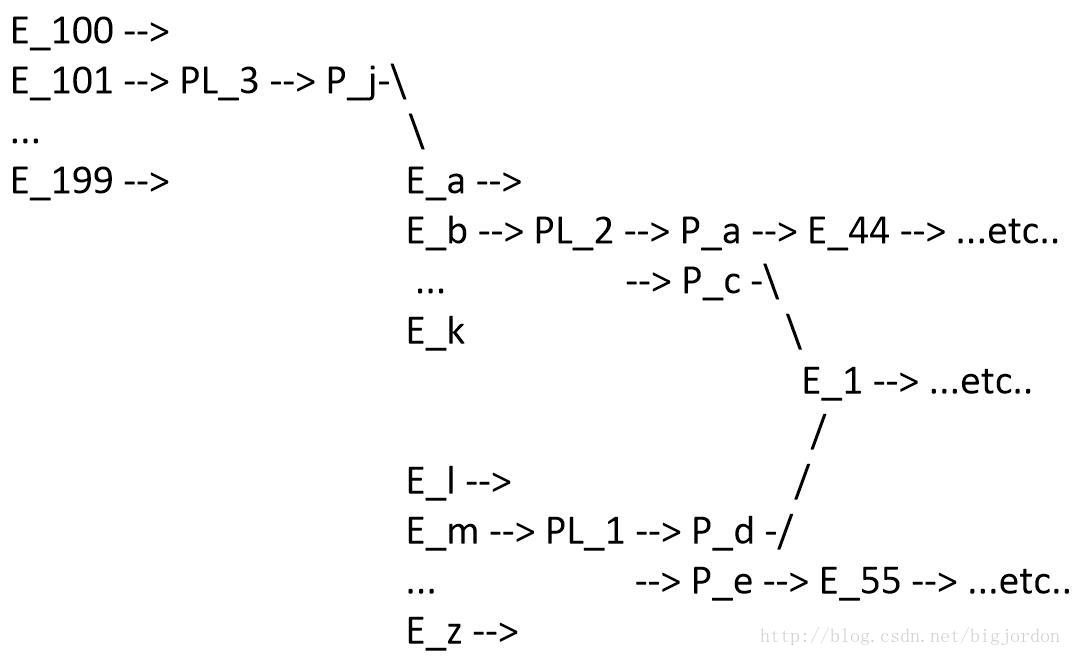 E_100 -->
E_101 --> PL_3 --> P_j-\
\
...
E_199 -->
E_a -->
E_b --> PL_2 --> P_a --> E_44 --> ...etc..
... --> P_c -\
\
E_k
E_1 --> ...etc..
/
E_l --> /
E_m --> PL_1 --> P_d -/
... --> P_e --> E_55 --> ...etc..
E_z -->
http://blog.csdn.net/bigjordon